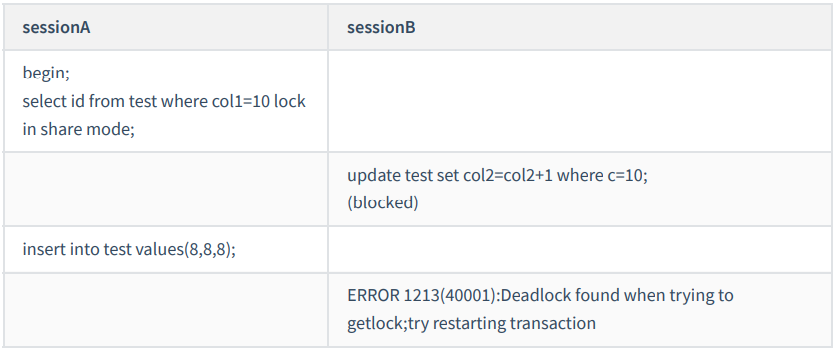 sessionA
sessionB
begin;
select id from test where col1=10 lock
in share mode;
update test set col2=col2+1 where c=10;
(blocked)
insert into test values(8,8,8);
ERROR 1213(40001):Deadlock found when trying to
getlock;try restarting transaction